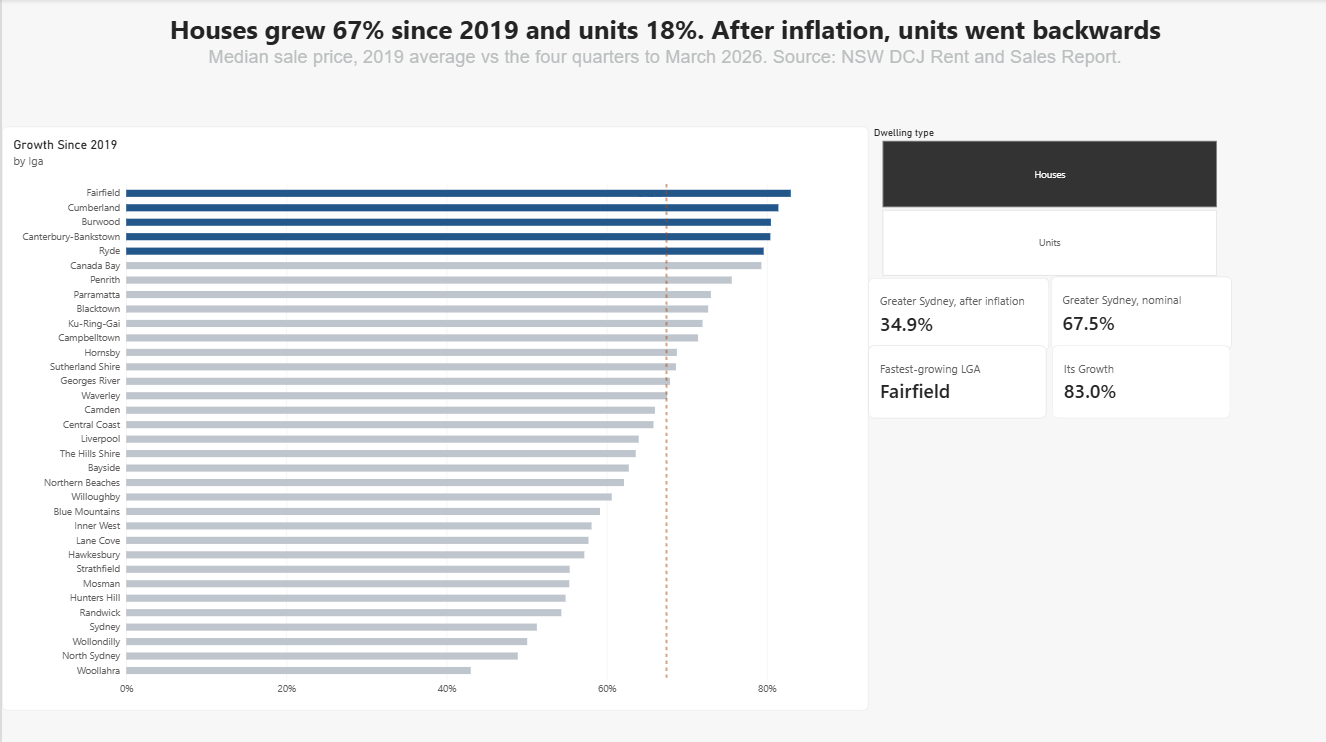 Houses grew 67% since 2019 and units 18%. After inflation, units went backwards
Median sale price, 2019 average vs the four quarters to March 2026. Source: NSW DCJ Rent and Sales Report.
Growth Since 2019
by lga
Fairfield
Cumberland
Burwood
Canterbury-Bankstown
Ryde
Canada Bay
Penrith
Parramatta
Blacktown
Ku-Ring-Gai
Campbelltown
Hornsby
Sutherland Shire
Georges River
Waverley
Camden
Central Coast
Liverpool
The Hills Shire
Bayside
Northern Beaches
Willoughby
Blue Mountains
Inner West
Lane Cove
Hawkesbury
Strathfield
Mosman
Hunters Hill
Randwick
Sydney
Wollondilly
North Sydney
Woollahra
0% 20% 40% 60% 80%
Dwelling type
Houses
Units
Greater Sydney, after inflation
34.9%
Greater Sydney, nominal
67.5%
Fastest-growing LGA
Fairfield
Its Growth
83.0%